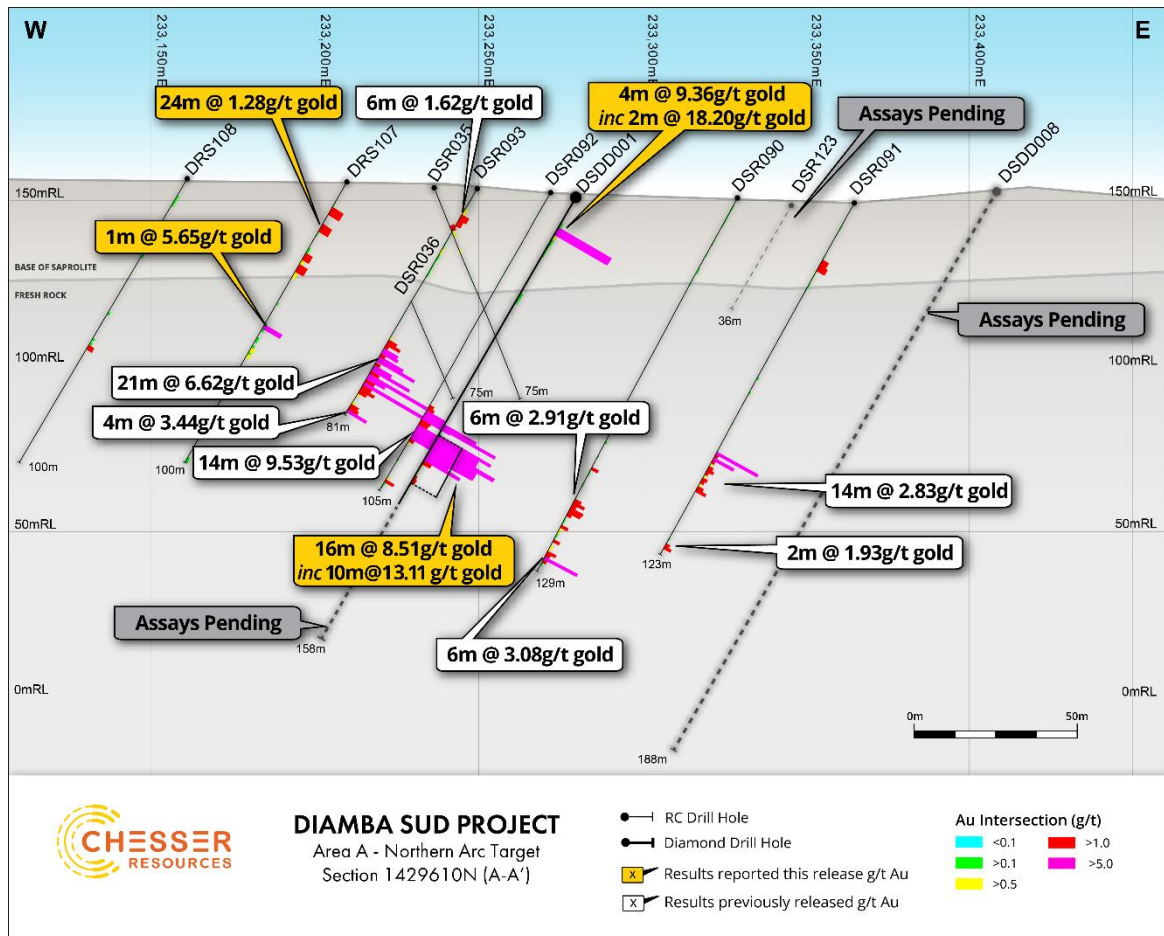 W
E
233,150mE
233,200mE
233,250mE
233,300mE
233,350mE
233,400mE
24m @ 1.28g/t gold
6m @ 1.62g/t gold
4m @ 9.36g/t gold
inc 2m @ 18.20g/t gold
Assays Pending
DRS108
DRS107
DSR035
DSR093
DSR092
DSDD001
DSR090
DSR123
DSR091
DSDD008
150mRL
150mRL
1m @ 5.65g/t gold
DSR036
BASE OF SAPROLITE
FRESH ROCK
36m
Assays Pending
100mRL
100mRL
21m @ 6.62g/t gold
75m
75m
4m @ 3.44g/t gold
81m
6m @ 2.91g/t gold
14m @ 9.53g/t gold
100m
100m
105m
14m @ 2.83g/t gold
50mRL
50mRL
16m @ 8.51g/t gold
inc 10m@13.11 g/t gold
2m @ 1.93g/t gold
129m
123m
Assays Pending
158m
6m @ 3.08g/t gold
0mRL
0mRL
0m
50m
188m
CHESSER
RESOURCES
DIAMBA SUD PROJECT
Area A - Northern Arc Target
Section 1429610N (A-A')
RC Drill Hole
Diamond Drill Hole
X Results reported this release g/t Au
X Results previously released g/t Au
Au Intersection (g/t)
<0.1
>0.1
>0.5
>1.0
>5.0